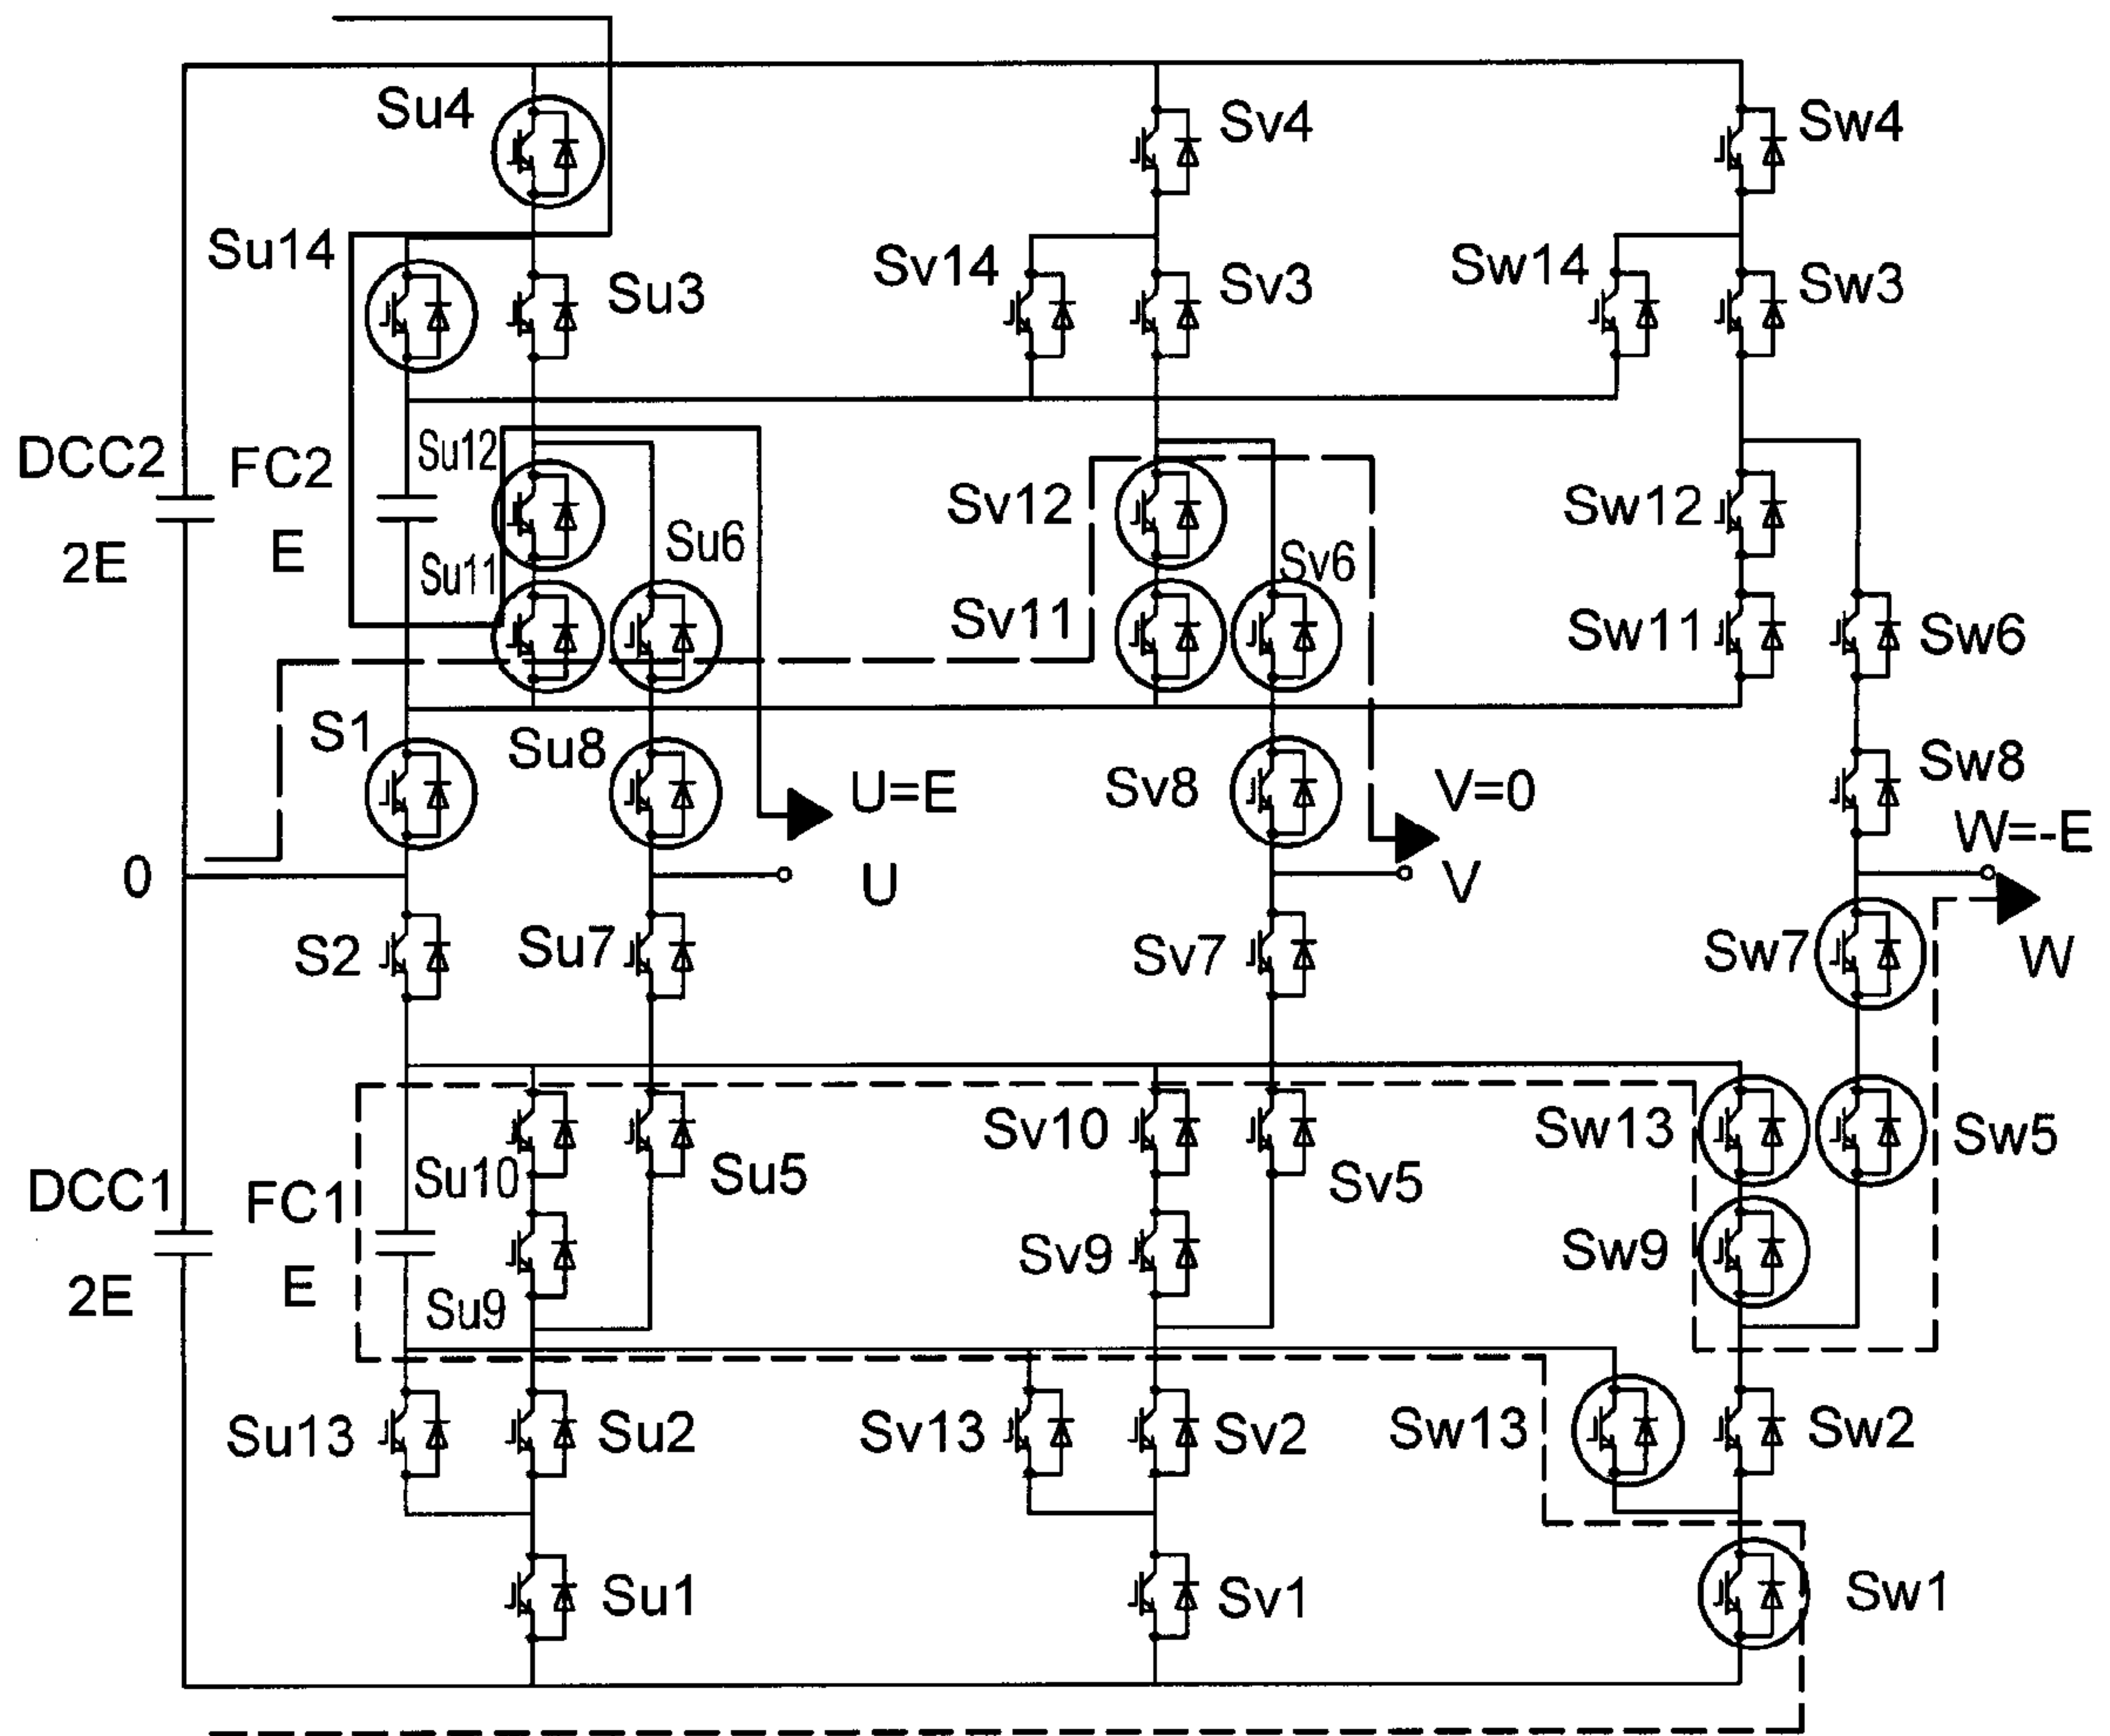 Su4
Sv4
Sw4
Su14
Su3
Sv14
Sv3
Sw14
Sw3
DCC2
2E
FC2
E
Su12
Su11
Su6
Sv12
Sv11
Sv6
Sw12
Sw11
Sw6
S1
Su8
U=E
Sv8
V=0
Sw8
W=-E
0
U
V
W
S2
Su7
Sv7
Sw7
DCC1
2E
FC1
E
Su10
Su9
Su5
Sv10
Sv9
Sv5
Sw13
Sw9
Sw5
Su13
Su2
Sv13
Sv2
Sw13
Sw2
Su1
Sv1
Sw1